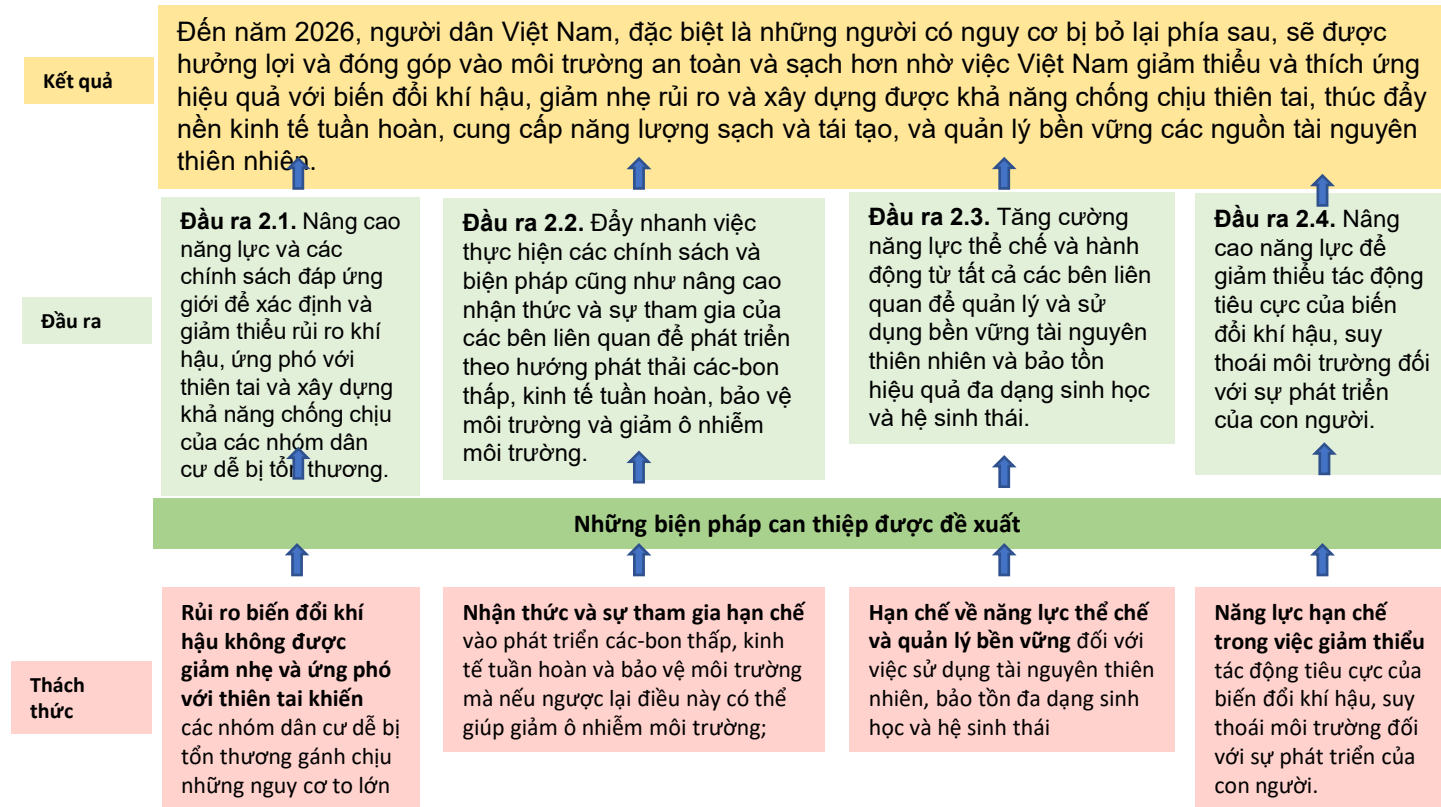 Kết quả
Đến năm 2026, người dân Việt Nam, đặc biệt là những người có nguy cơ bị bỏ lại phía sau, sẽ được
hưởng lợi và đóng góp vào môi trường an toàn và sạch hơn nhờ việc Việt Nam giảm thiểu và thích ứng
hiệu quả với biến đổi khí hậu, giảm nhẹ rủi ro và xây dựng được khả năng chống chịu thiên tai, thúc đẩy
nền kinh tế tuần hoàn, cung cấp năng lượng sạch và tái tạo, và quản lý bền vững các nguồn tài nguyên
thiên nhiên.
Đầu ra
Đầu ra 2.1. Nâng cao
năng lực và các
chính sách đáp ứng
giới để xác định và
giảm thiểu rủi ro khí
hậu, ứng phó với
thiên tai và xây dựng
khả năng chống chịu
của các nhóm dân
cư dễ bị tổn thương.
Đầu ra 2.2. Đẩy nhanh việc
thực hiện các chính sách và
biện pháp cũng như nâng cao
nhận thức và sự tham gia của
các bên liên quan để phát triển
theo hướng phát thải các-bon
thấp, kinh tế tuần hoàn, bảo vệ
môi trường và giảm ô nhiễm
môi trường.
Đầu ra 2.3. Tăng cường
năng lực thể chế và hành
động từ tất cả các bên liên
quan để quản lý và sử
dụng bền vững tài nguyên
thiên nhiên và bảo tồn
hiệu quả đa dạng sinh học
và hệ sinh thái.
Đầu ra 2.4. Nâng
cao năng lực để
giảm thiểu tác động
tiêu cực của biến
đổi khí hậu, suy
thoái môi trường đối
với sự phát triển
của con người.
Những biện pháp can thiệp được đề xuất
Thách
thức
Rủi ro biến đổi khí
hậu không được
giảm nhẹ và ứng phó
với thiên tai khiến
các nhóm dân cư dễ bị
tổn thương gánh chịu
những nguy cơ to lớn
Nhận thức và sự tham gia hạn chế
vào phát triển các-bon thấp, kinh
tế tuần hoàn và bảo vệ môi trường
mà nếu ngược lại điều này có thể
giúp giảm ô nhiễm môi trường;
Hạn chế về năng lực thể chế
và quản lý bền vững đối với
việc sử dụng tài nguyên thiên
nhiên, bảo tồn đa dạng sinh
học và hệ sinh thái
Năng lực hạn chế
trong việc giảm thiểu
tác động tiêu cực của
biến đổi khí hậu, suy
thoái môi trường đối
với sự phát triển của
con người.